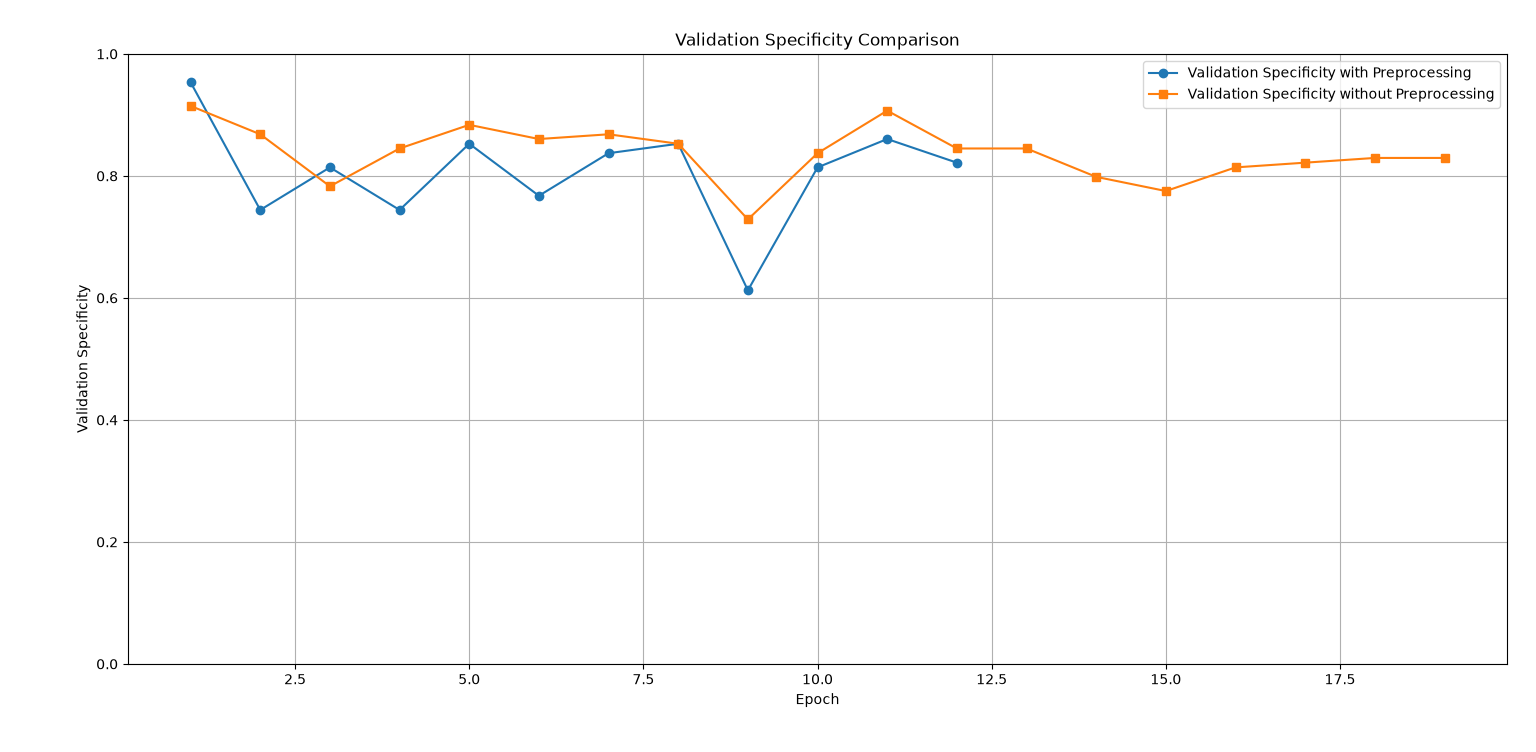 Validation Specificity Comparison
Validation Specificity with Preprocessing
Validation Specificity without Preprocessing
1.0
0.8
0.6
0.4
0.2
0.0
Validation Specificity
2.5 5.0 7.5 10.0 12.5 15.0 17.5
Epoch